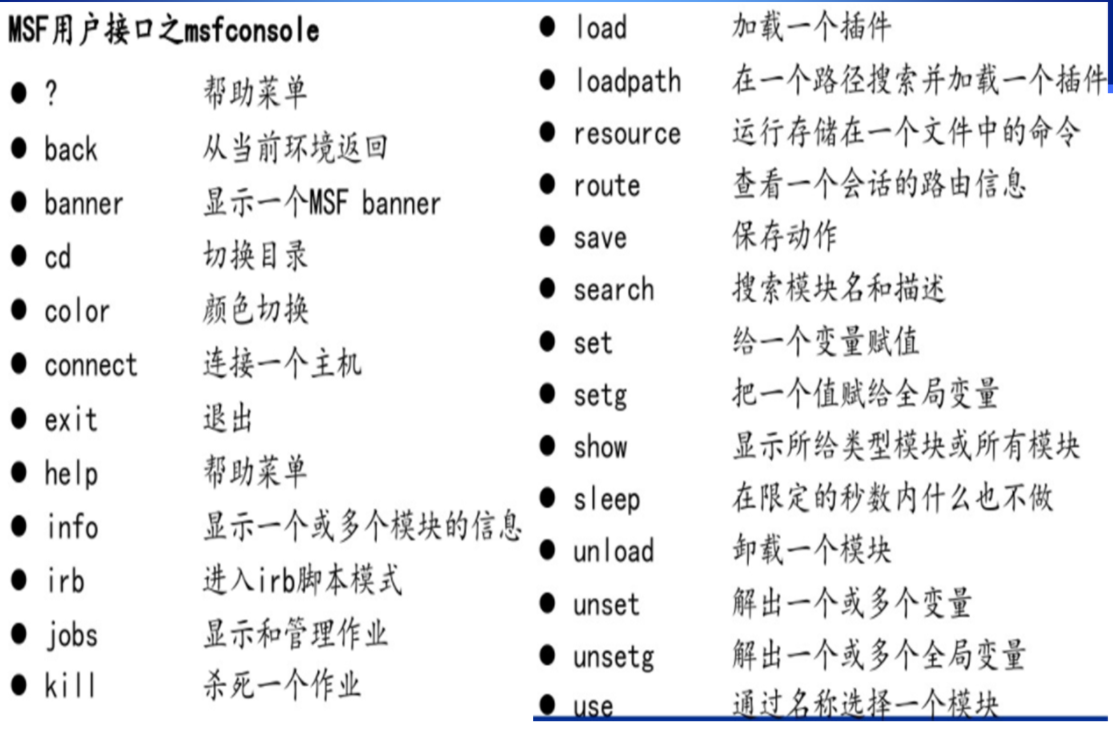 MSF用户接口之msfconsole
● ? 帮助菜单
● back 从当前环境返回
● banner 显示一个MSF banner
● cd 切换目录
● color 颜色切换
● connect 连接一个主机
● exit 退出
● help 帮助菜单
● info 显示一个或多个模块的信息
● irb 进入irb脚本模式
● jobs 显示和管理作业
● kill 杀死一个作业
● load 加载一个插件
● loadpath 在一个路径搜索并加载一个插件
● resource 运行存储在一个文件中的命令
● route 查看一个会话的路由信息
● save 保存动作
● search 搜索模块名和描述
● set 给一个变量赋值
● setg 把一个值赋给全局变量
● show 显示所给类型模块或所有模块
● sleep 在限定的秒数内什么也不做
● unload 卸载一个模块
● unset 解出一个或多个变量
● unsetg 解出一个或多个全局变量
● use 通过名称选择一个模块